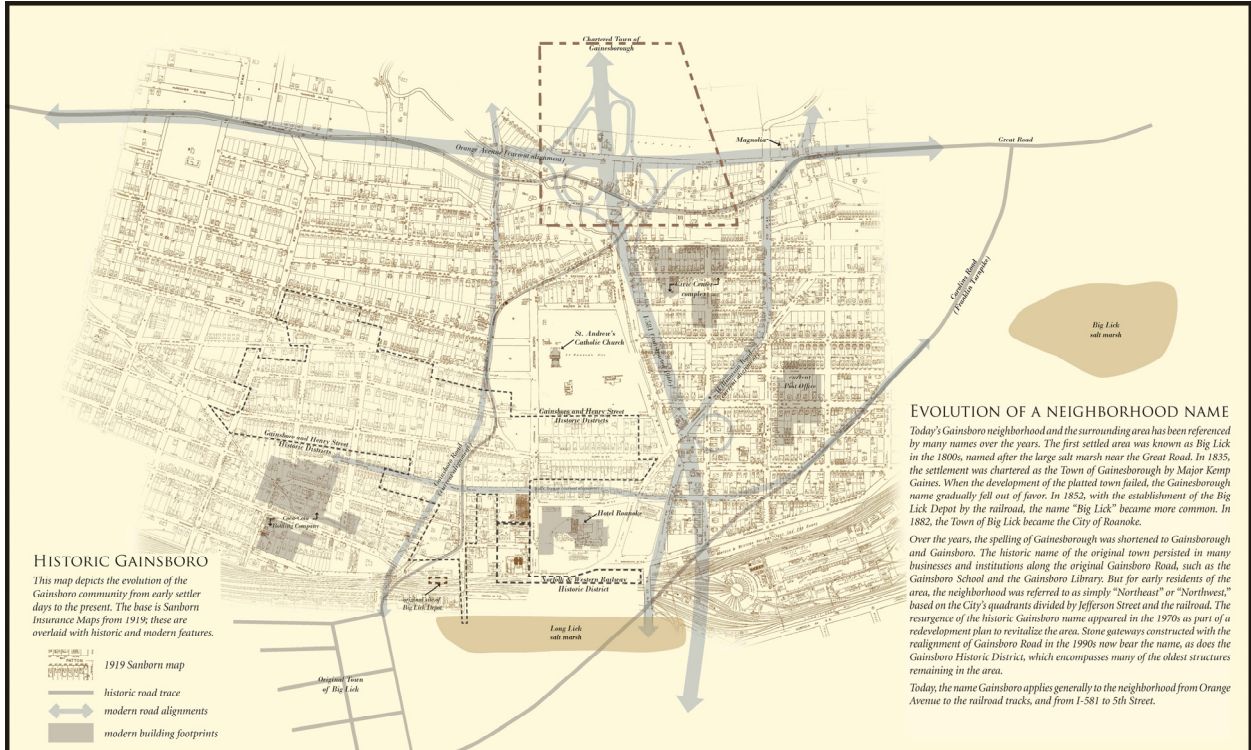 Chartered Town of
Gainesborough
Magnolia
Great Road
Orange Avenue (current alignment)
Carolina Road
(Franklin Turnpike)
Civic Center
complex
Big Lick
salt marsh
St. Andrew's
Catholic Church
current
Post Office
Gainsboro and Henry Street
Historic Districts
Gainsboro and Henry Street
Historic Districts
Gainsboro Road
Coca-Cola
Bottling Company
Hotel Roanoke
Norfolk & Western Railway
Historic District
original site of
Big Lick Depot
Long Lick
salt marsh
Original Town
of Big Lick
HISTORIC GAINSBORO
This map depicts the evolution of the
Gainsboro community from early settler
days to the present. The base is Sanborn
Insurance Maps from 1919; these are
overlaid with historic and modern features.
1919 Sanborn map
historic road trace
modern road alignments
modern building footprints
EVOLUTION OF A NEIGHBORHOOD NAME
Today's Gainsboro neighborhood and the surrounding area has been referenced
by many names over the years. The first settled area was known as Big Lick
in the 1800s, named after the large salt marsh near the Great Road. In 1835,
the settlement was chartered as the Town of Gainesborough by Major Kemp
Gaines. When the development of the platted town failed, the Gainesborough
name gradually fell out of favor. In 1852, with the establishment of the Big
Lick Depot by the railroad, the name "Big Lick" became more common. In
1882, the Town of Big Lick became the City of Roanoke.
Over the years, the spelling of Gainesborough was shortened to Gainsborough
and Gainsboro. The historic name of the original town persisted in many
businesses and institutions along the original Gainsboro Road, such as the
Gainsboro School and the Gainsboro Library. But for early residents of the
area, the neighborhood was referred to as simply "Northeast" or "Northwest,"
based on the City's quadrants divided by Jefferson Street and the railroad. The
resurgence of the historic Gainsboro name appeared in the 1970s as part of a
redevelopment plan to revitalize the area. Stone gateways constructed with the
realignment of Gainsboro Road in the 1990s now bear the name, as does the
Gainsboro Historic District, which encompasses many of the oldest structures
remaining in the area.
Today, the name Gainsboro applies generally to the neighborhood from Orange
Avenue to the railroad tracks, and from I-581 to 5th Street.